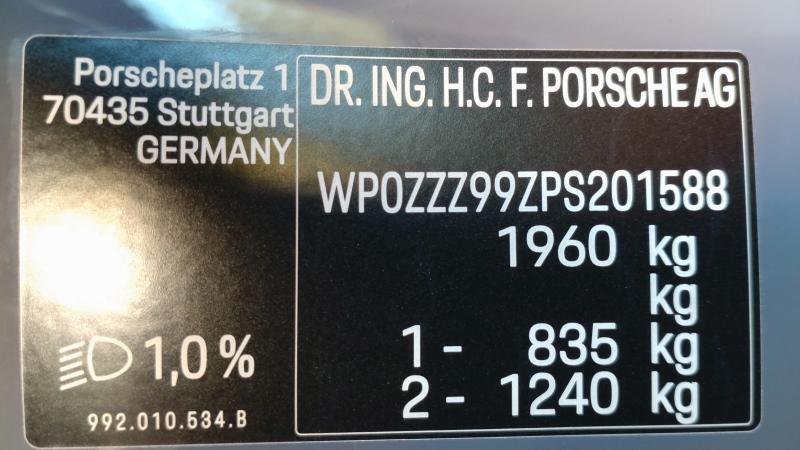 Porscheplatz 1
70435 Stuttgart
GERMANY
1,0 %
992.010.534.B
DR. ING. H.C. F. PORSCHE AG
WP0ZZZ99ZPS201588
1960 kg
kg
1 - 835 kg
2 - 1240 kg